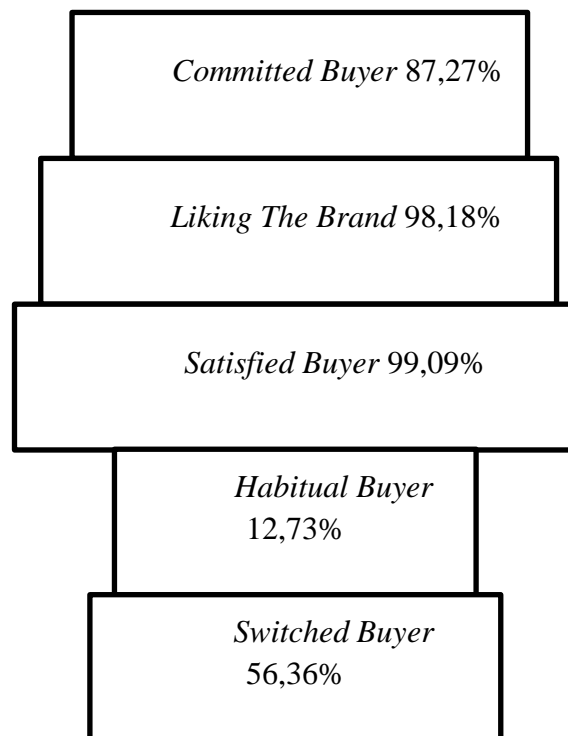 Committed Buyer 87,27%
Liking The Brand 98,18%
Satisfied Buyer 99,09%
Habitual Buyer
12,73%
Switched Buyer
56,36%